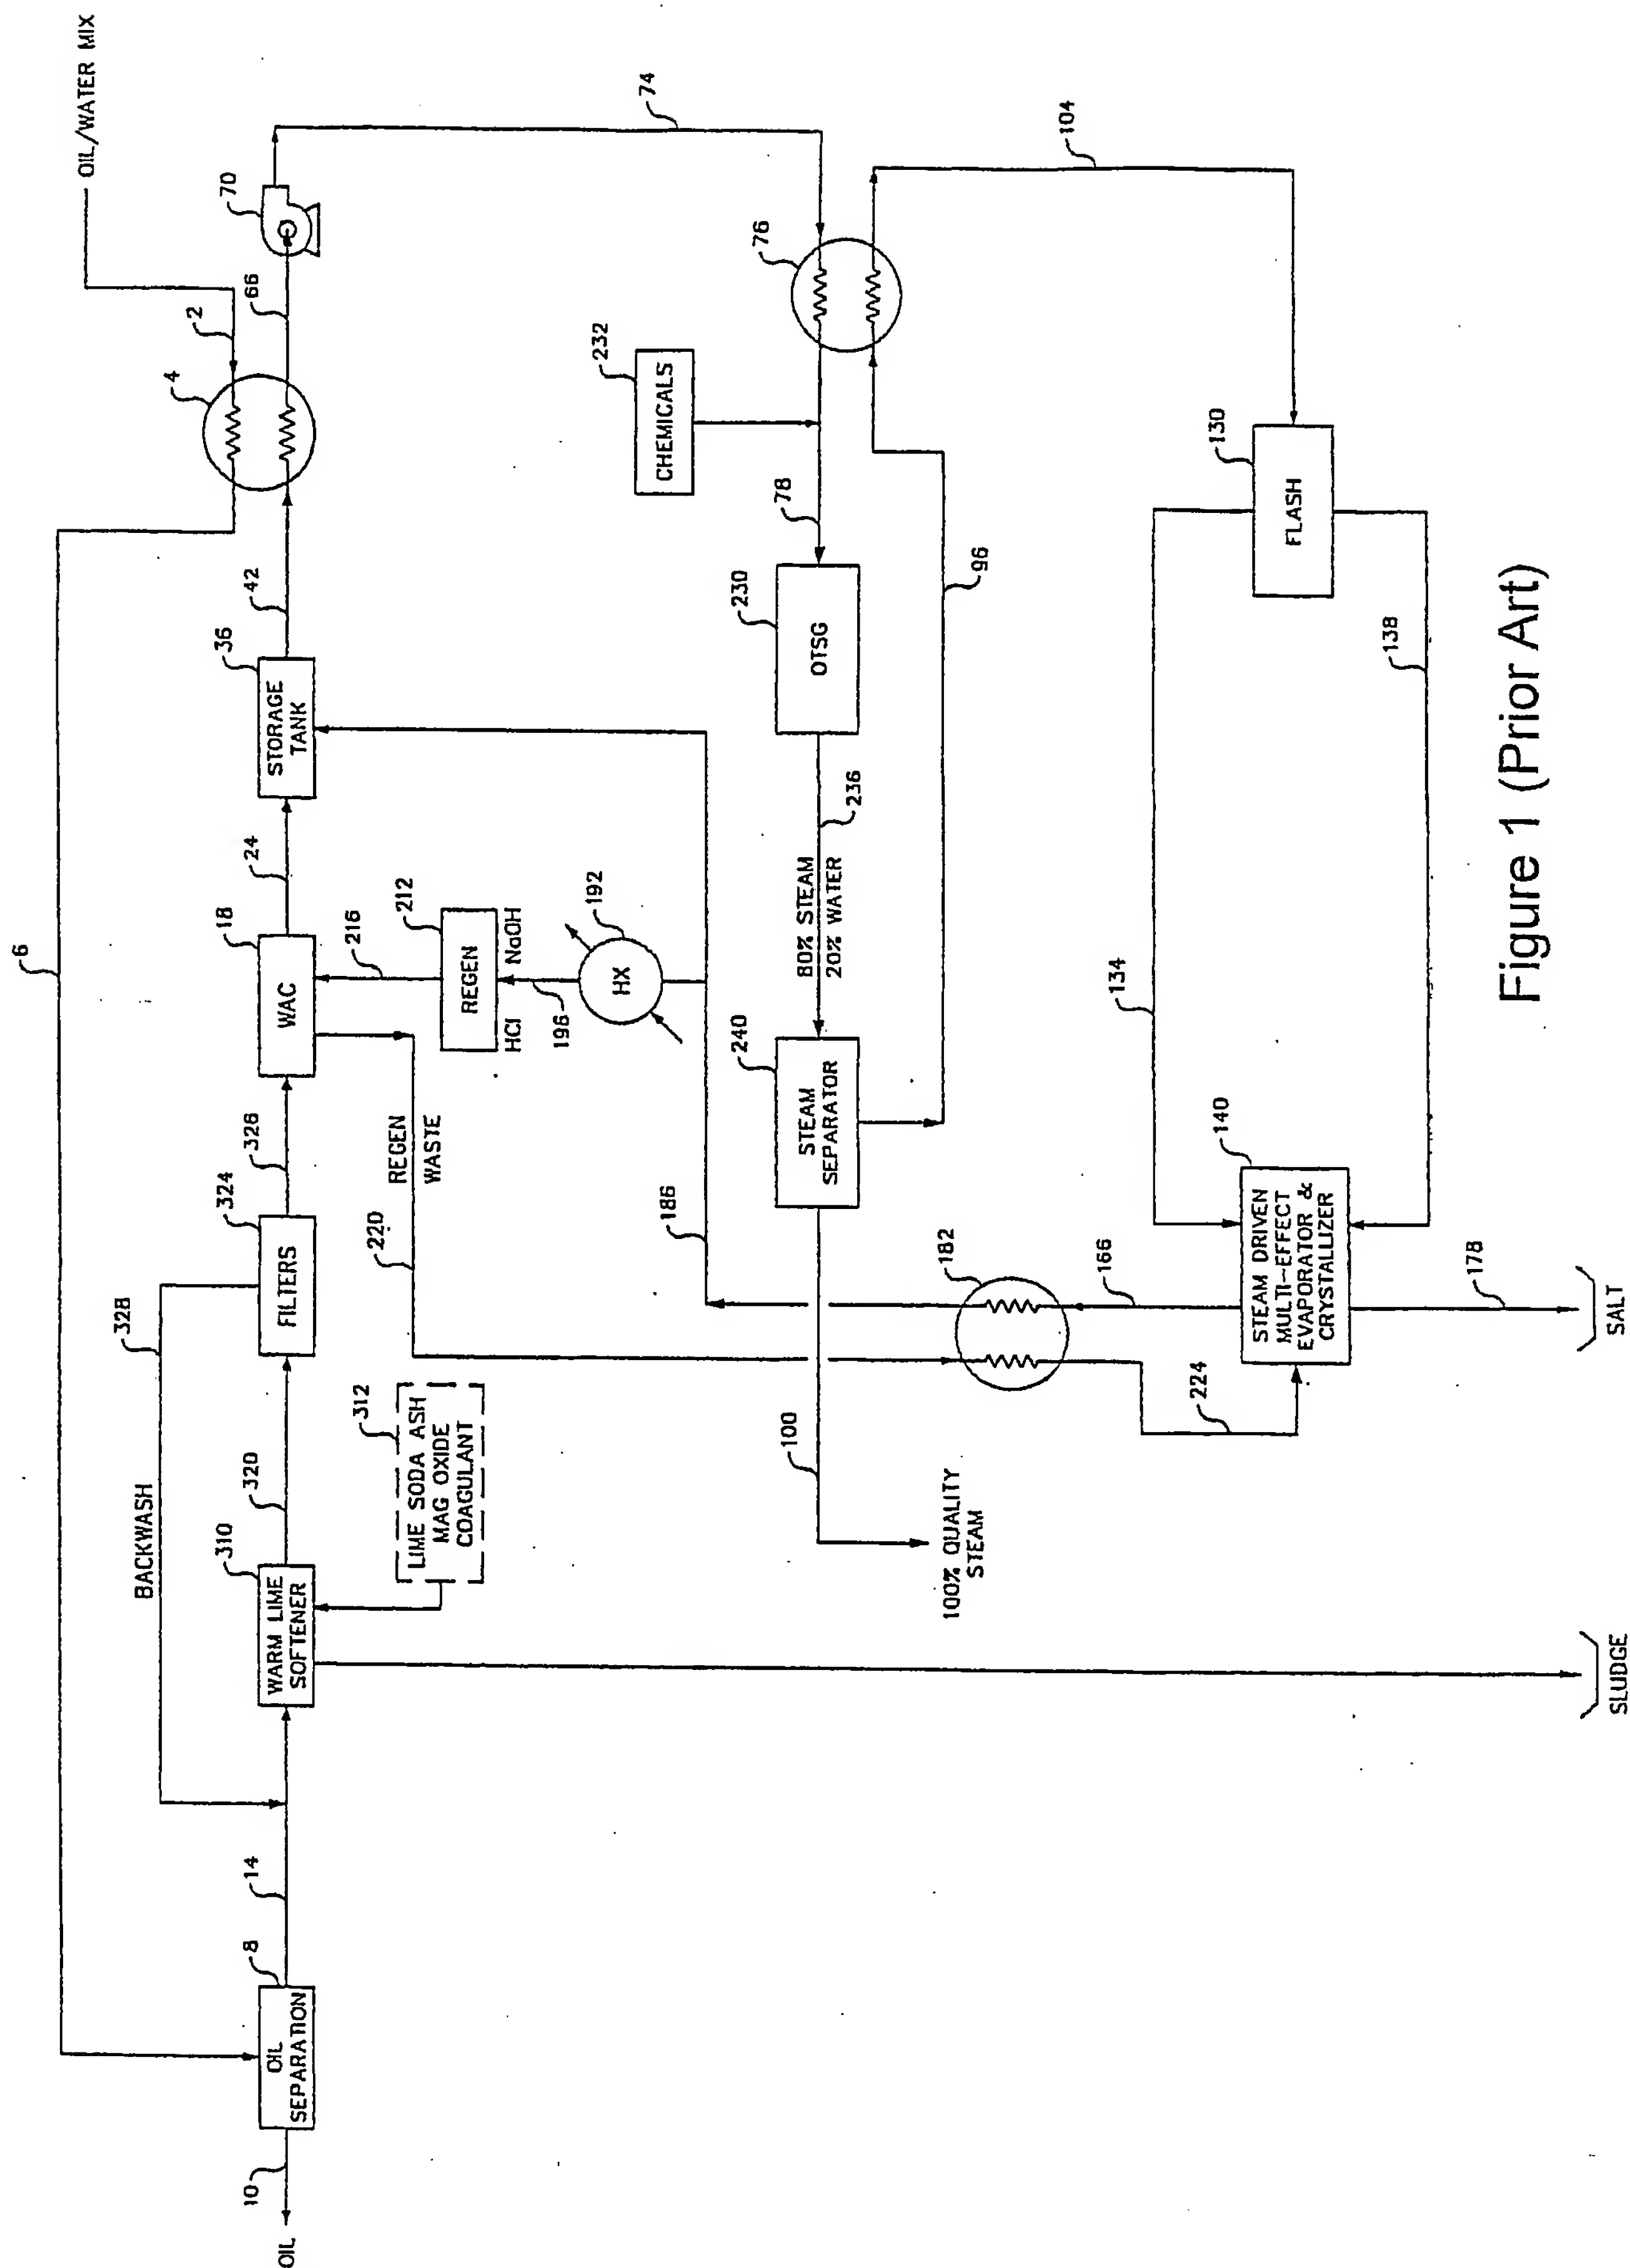 OIL/WATER MIX
2
4
6
66
70
74
OIL
10
OIL
SEPARATION
8
14
BACKWASH
328
WARM LIME
SOFTENER
310
320
FILTERS
324
326
WAC
18
24
STORAGE
TANK
36
42
312
LIME SODA ASH
MAG OXIDE
COAGULANT
REGEN
WASTE
220
216
REGEN
212
HCl
NaOH
196
HX
192
186
CHEMICALS
232
76
78
OTSG
230
236
80% STEAM
20% WATER
STEAM
SEPARATOR
240
96
100
100% QUALITY
STEAM
104
FLASH
130
134
138
STEAM DRIVEN
MULTI-EFFECT
EVAPORATOR &
CRYSTALLIZER
140
166
182
224
178
SALT
SLUDGE
Figure 1 (Prior Art)